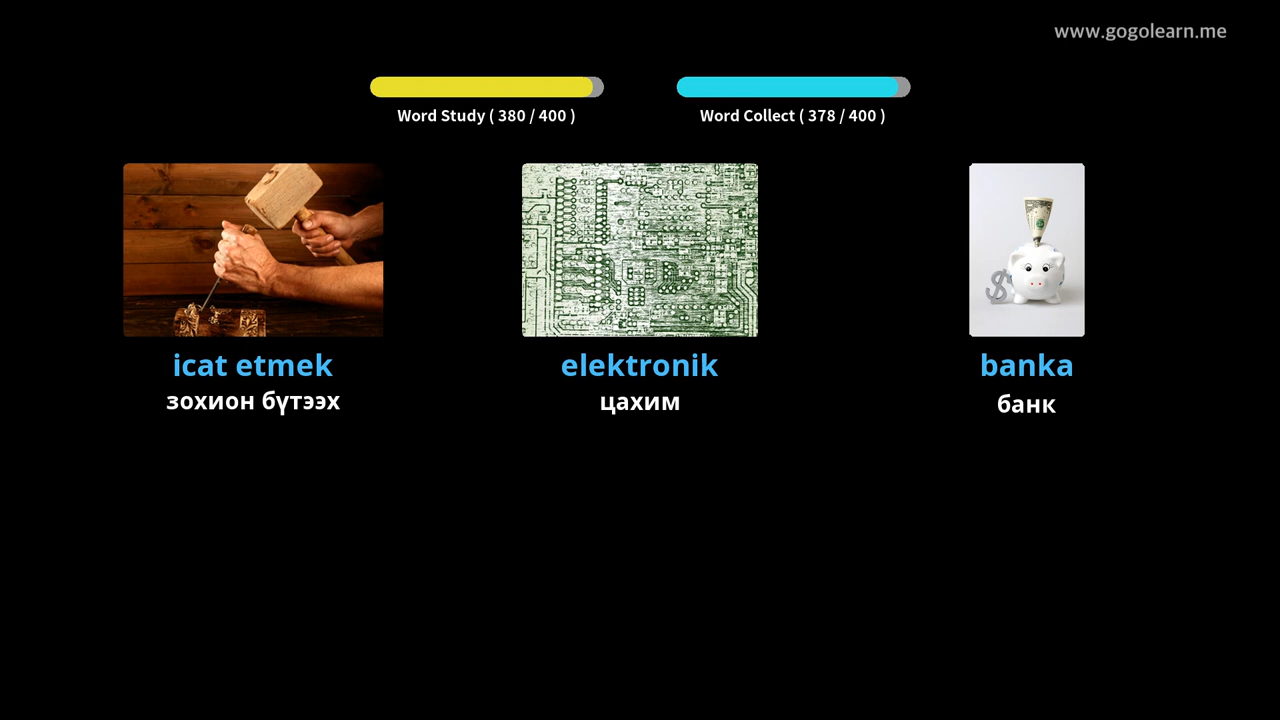 www.gogolearn.me
Word Study ( 380 / 400 )
Word Collect ( 378 / 400 )
icat etmek
зохион бүтээх
elektronik
цахим
banka
банк